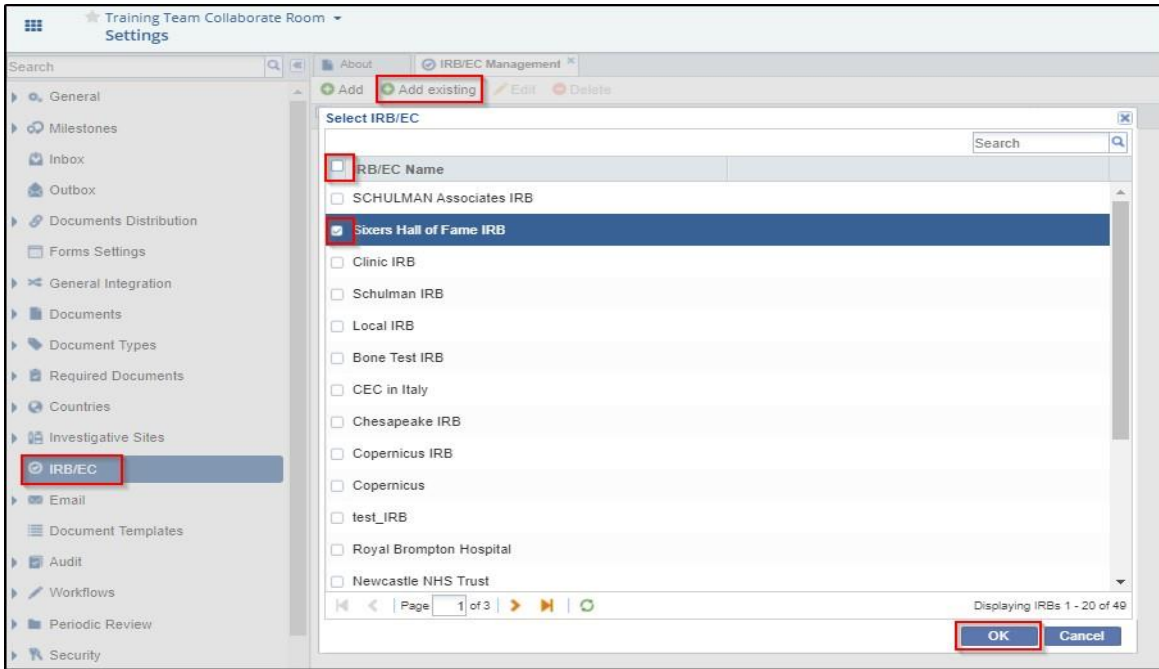 Training Team Collaborate Room
Settings
Search
About
IRB/EC Management
Add
Add existing
Edit
Delete
General
Milestones
Inbox
Outbox
Documents Distribution
Forms Settings
General Integration
Documents
Document Types
Required Documents
Countries
Investigative Sites
IRB/EC
Email
Document Templates
Audit
Workflows
Periodic Review
Security
Select IRB/EC
Search
IRB/EC Name
SCHULMAN Associates IRB
Sixers Hall of Fame IRB
Clinic IRB
Schulman IRB
Local IRB
Bone Test IRB
CEC in Italy
Chesapeake IRB
Copernicus IRB
Copernicus
test_IRB
Royal Brompton Hospital
Newcastle NHS Trust
Page 1 of 3
Displaying IRBs 1 - 20 of 49
OK
Cancel